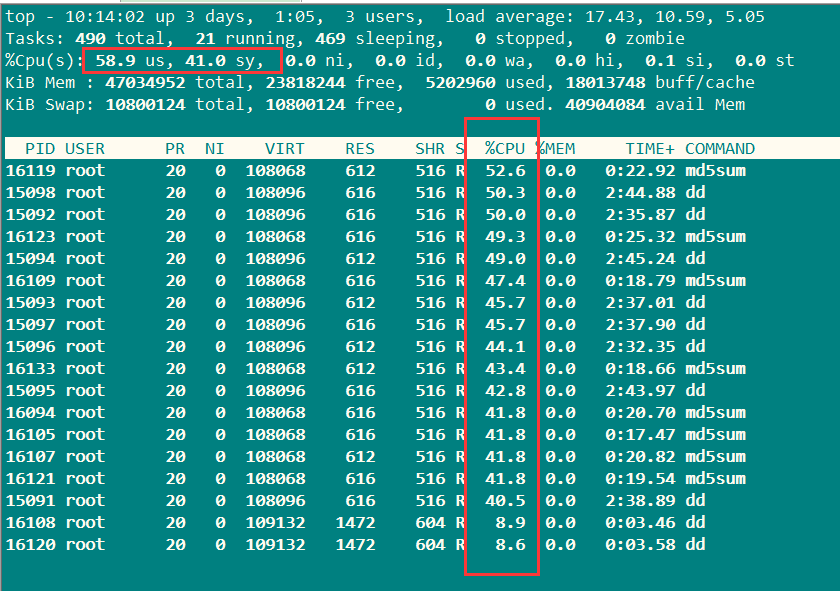 top - 10:14:02 up 3 days,  1:05,  3 users,  load average: 17.43, 10.59, 5.05
Tasks: 490 total,  21 running, 469 sleeping,   0 stopped,   0 zombie
%Cpu(s): 58.9 us, 41.0 sy,  0.0 ni,  0.0 id,  0.0 wa,  0.0 hi,  0.1 si,  0.0 st
KiB Mem : 47034952 total, 23818244 free,  5202960 used, 18013748 buff/cache
KiB Swap: 10800124 total, 10800124 free,        0 used. 40904084 avail Mem
PID USER      PR  NI    VIRT    RES    SHR S  %CPU %MEM     TIME+ COMMAND
16119 root      20   0  108068    612    516 R  52.6  0.0   0:22.92 md5sum
15098 root      20   0  108096    616    516 R  50.3  0.0   2:44.88 dd
15092 root      20   0  108096    616    516 R  50.0  0.0   2:35.87 dd
16123 root      20   0  108068    616    516 R  49.3  0.0   0:25.32 md5sum
15094 root      20   0  108096    612    516 R  49.0  0.0   2:45.24 dd
16109 root      20   0  108068    616    516 R  47.4  0.0   0:18.79 md5sum
15093 root      20   0  108096    612    516 R  45.7  0.0   2:37.01 dd
15097 root      20   0  108096    616    516 R  45.7  0.0   2:37.90 dd
15096 root      20   0  108096    612    516 R  44.1  0.0   2:32.35 dd
16133 root      20   0  108068    612    516 R  43.4  0.0   0:18.66 md5sum
15095 root      20   0  108096    616    516 R  42.8  0.0   2:43.97 dd
16094 root      20   0  108068    616    516 R  41.8  0.0   0:20.70 md5sum
16105 root      20   0  108068    616    516 R  41.8  0.0   0:17.47 md5sum
16107 root      20   0  108068    612    516 R  41.8  0.0   0:20.82 md5sum
16121 root      20   0  108068    616    516 R  41.8  0.0   0:19.54 md5sum
15091 root      20   0  108096    616    516 R  40.5  0.0   2:38.89 dd
16108 root      20   0  109132   1472    604 R   8.9  0.0   0:03.46 dd
16120 root      20   0  109132   1472    604 R   8.6  0.0   0:03.58 dd